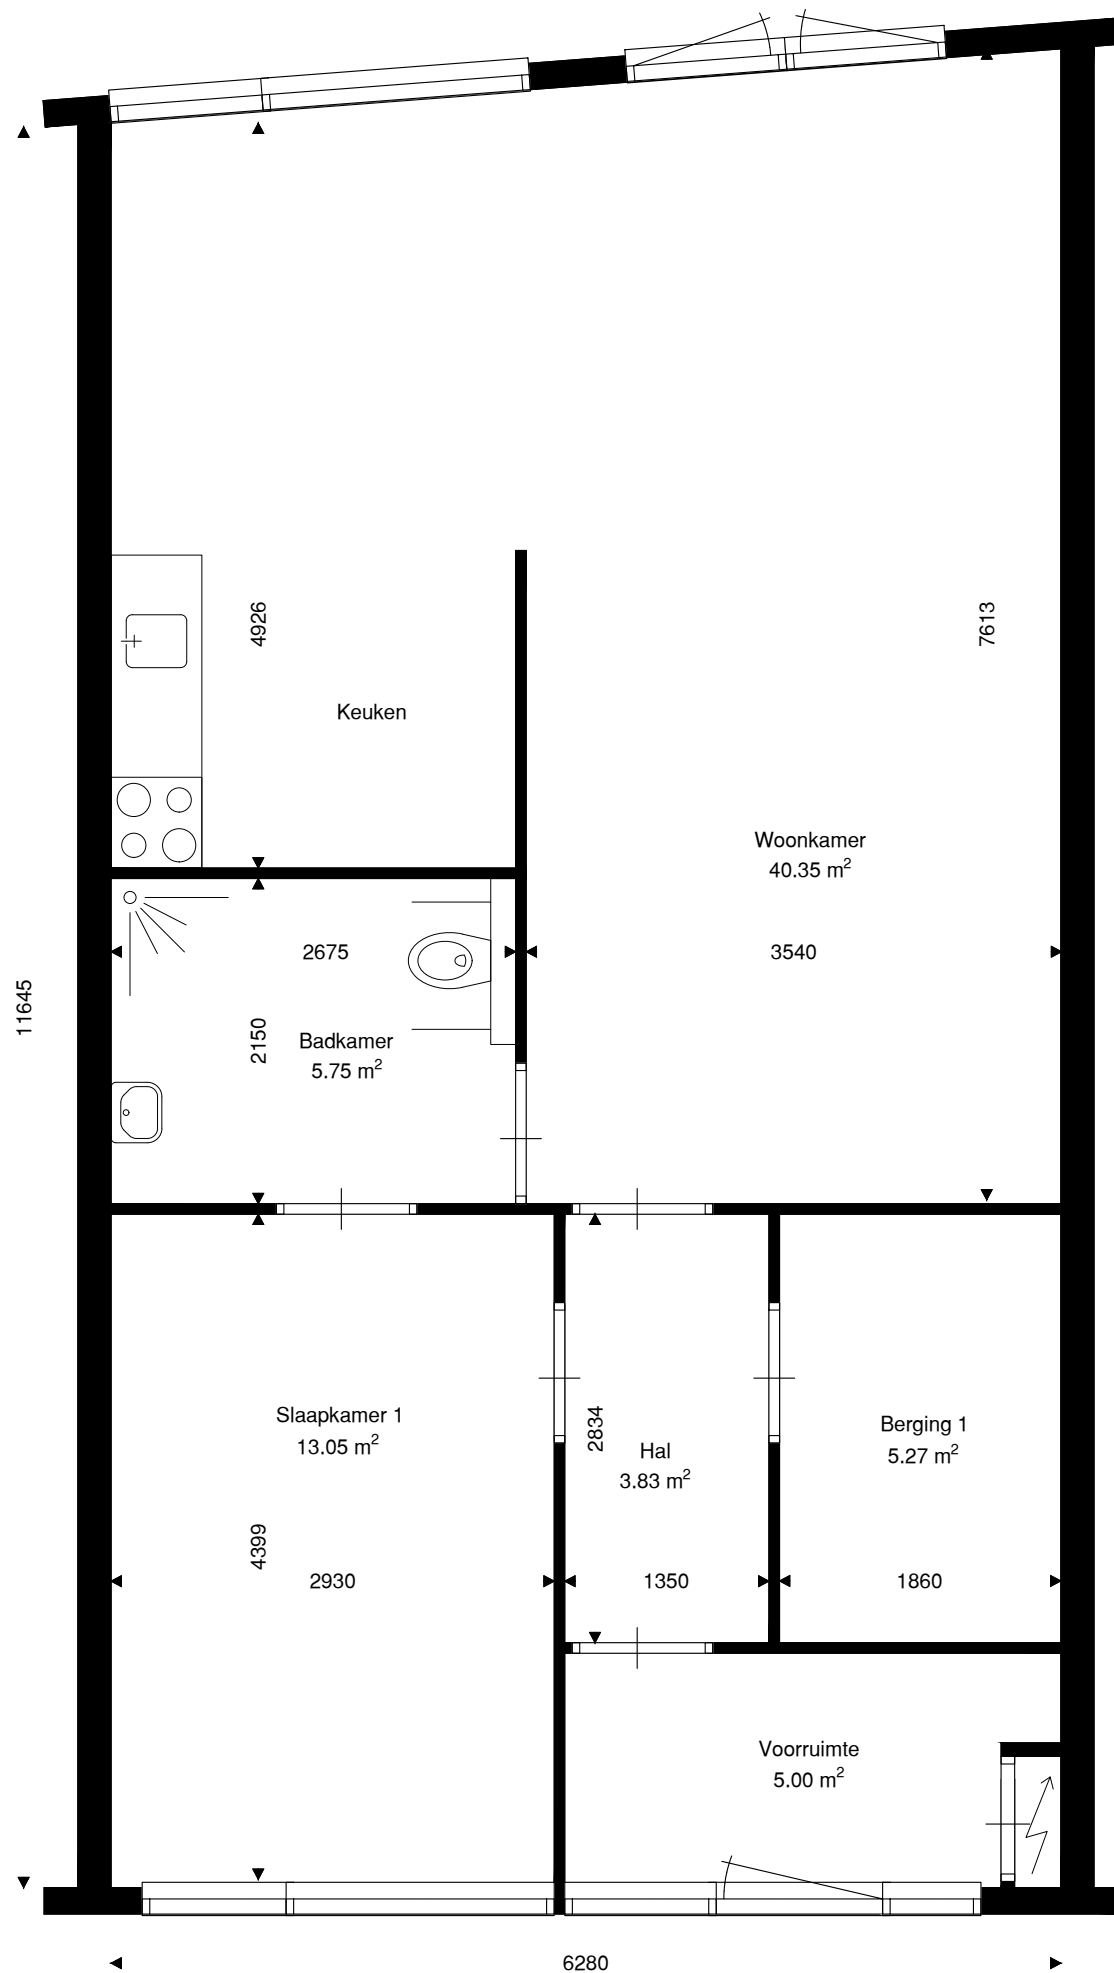 4926
7613
Keuken
Woonkamer
40.35 m²
2675
3540
11645
2150
Badkamer
5.75 m²
Slaapkamer 1
13.05 m²
2834
Hal
3.83 m²
Berging 1
5.27 m²
4399
2930
1350
1860
Voorruimte
5.00 m²
6280